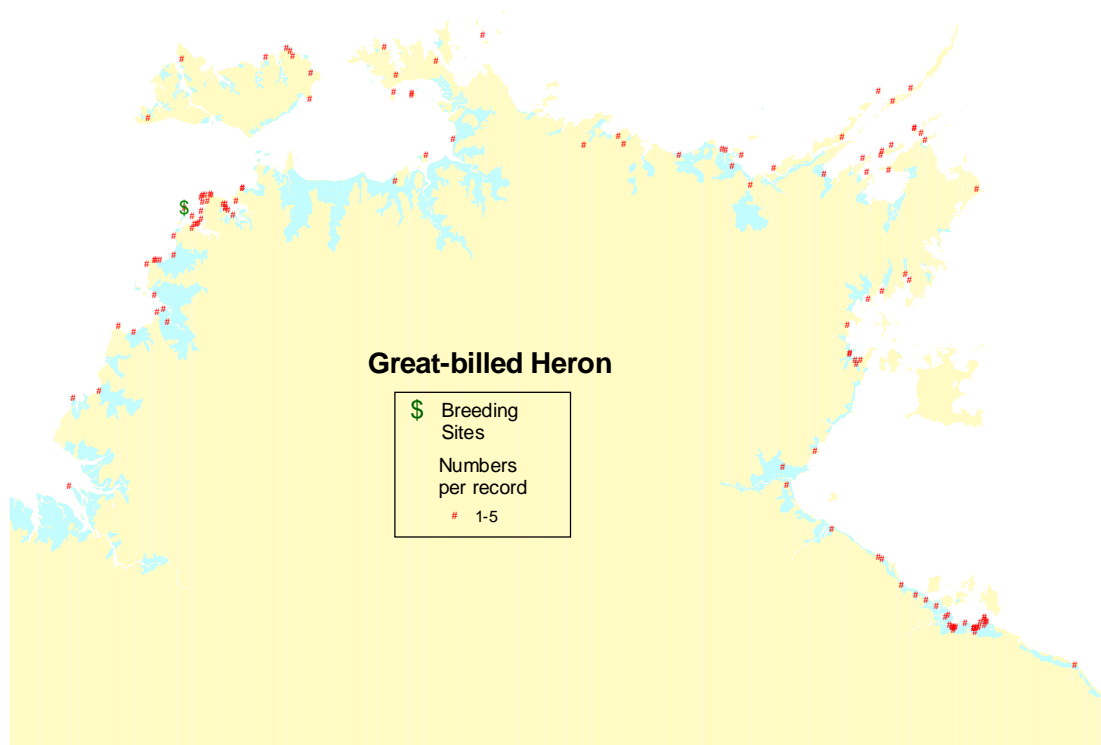 Great-billed Heron
$ Breeding
Sites
Numbers
per record
# 1-5